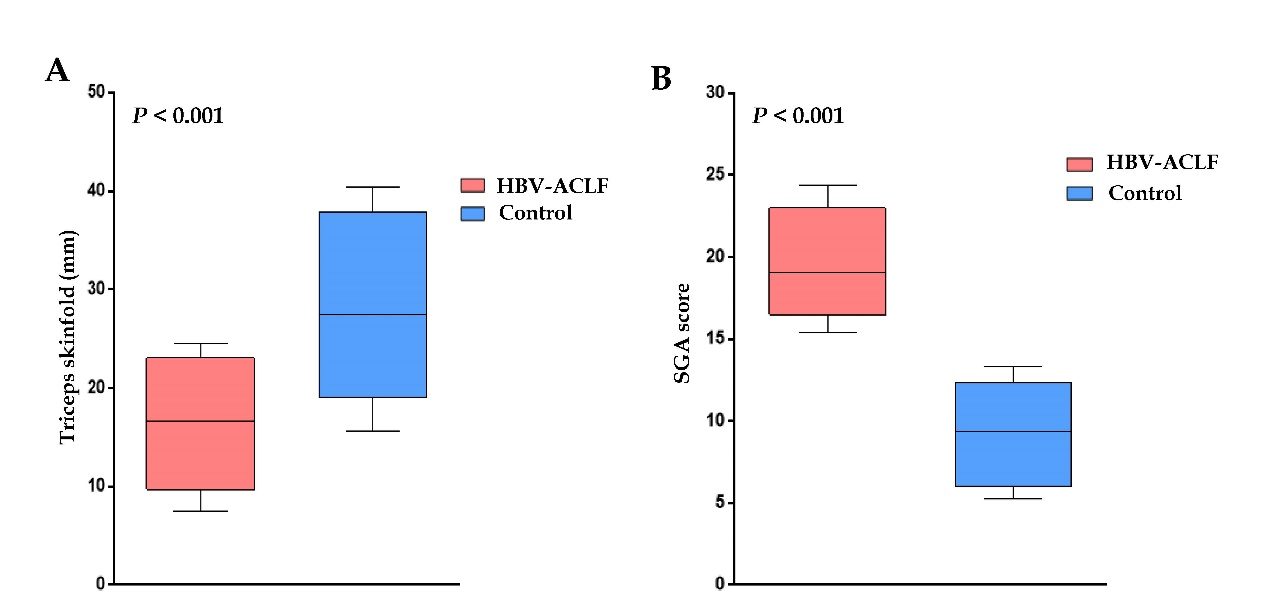 A
P < 0.001
Triceps skinfold (mm)
50
40
30
20
10
0
HBV-ACLF
Control
B
P < 0.001
SGA score
30
25
20
15
10
5
0
HBV-ACLF
Control